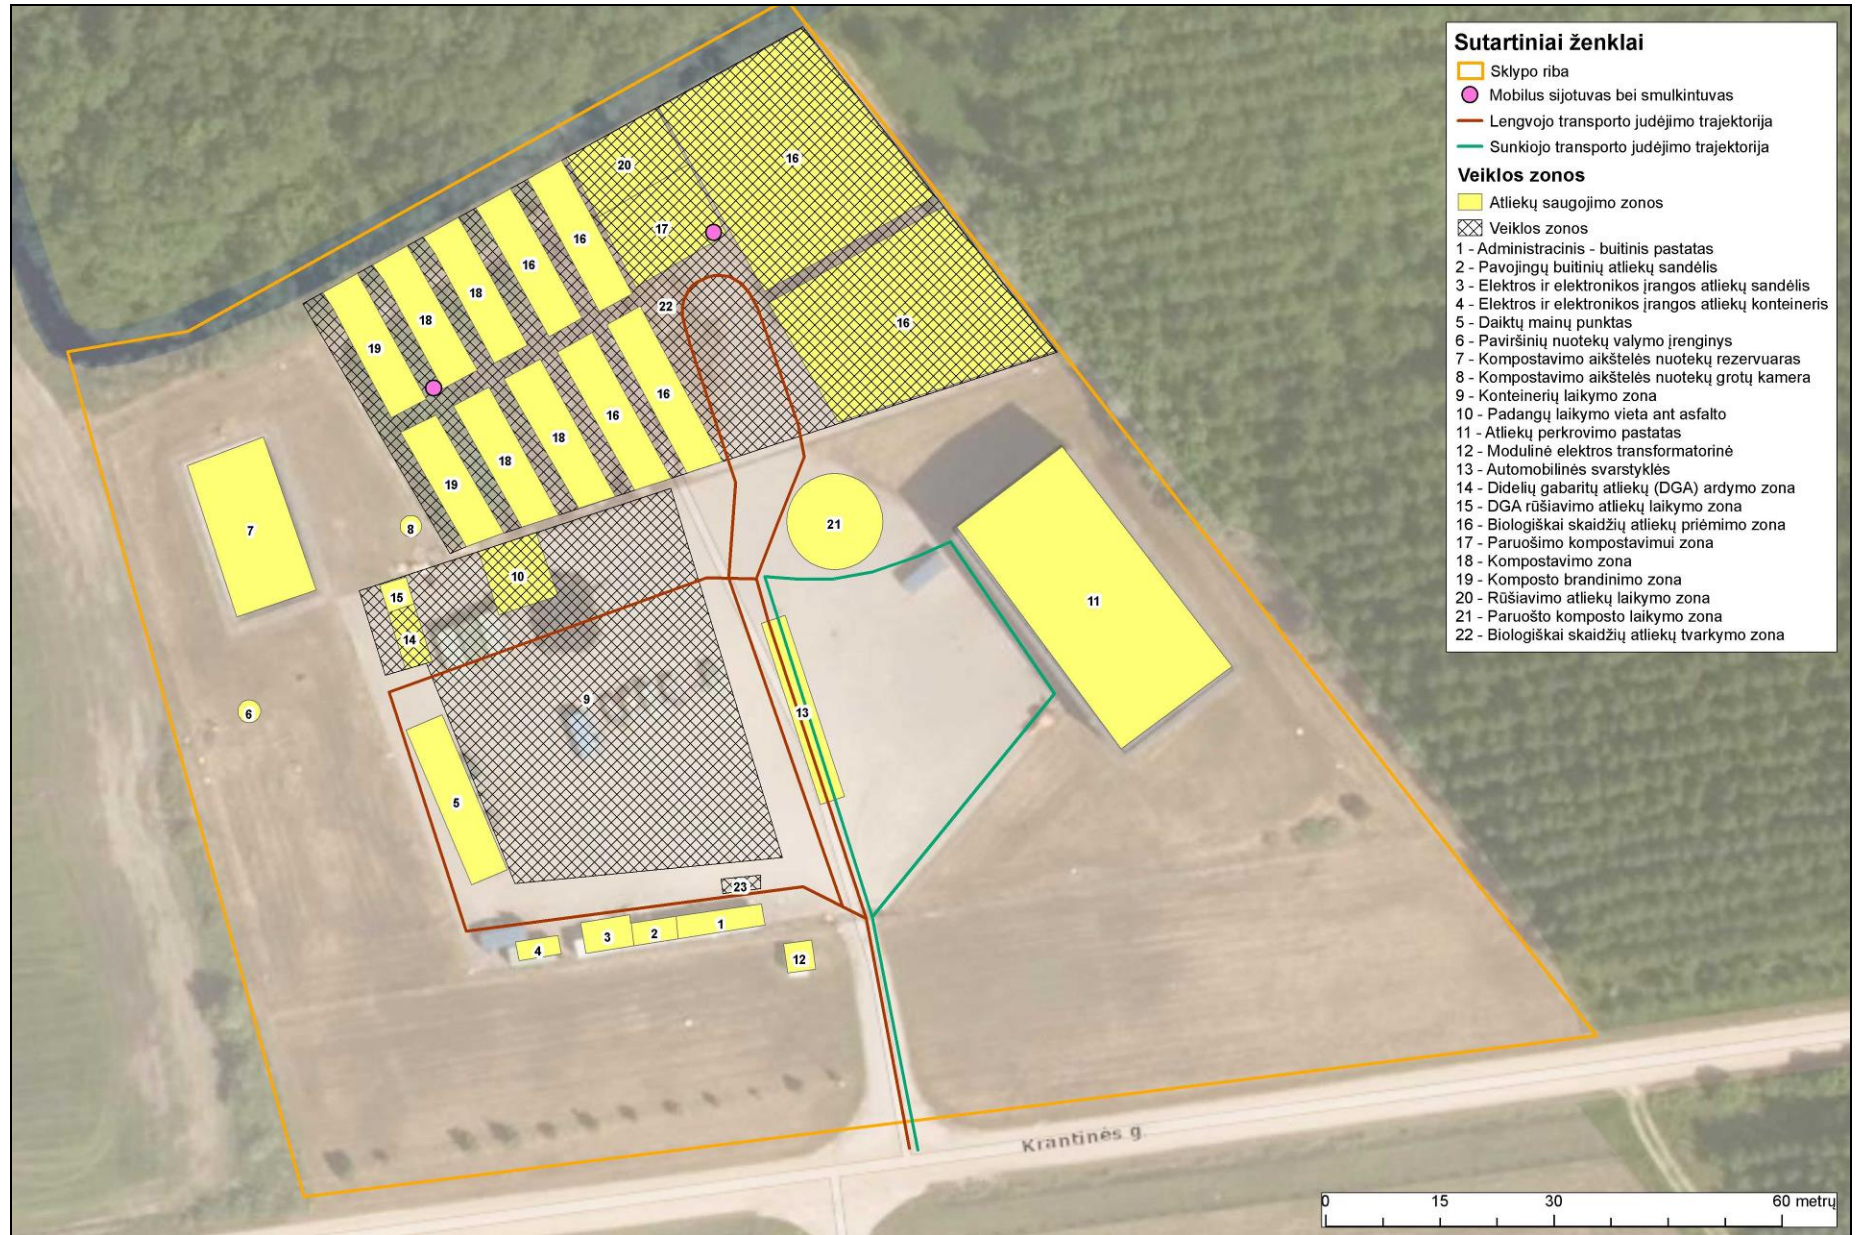 Sutartiniai ženklai
Sklypo riba
Mobilus sijotuvas bei smulkintuvas
Lengvojo transporto judėjimo trajektorija
Sunkiojo transporto judėjimo trajektorija
Veiklos zonos
Atliekų saugojimo zonos
Veiklos zonos
1 - Administracinis - buitinis pastatas
2 - Pavojingų buitinių atliekų sandėlis
3 - Elektros ir elektronikos įrangos atliekų sandėlis
4 - Elektros ir elektronikos įrangos atliekų konteineris
5 - Daiktų mainų punktas
6 - Paviršinių nuotekų valymo įrenginys
7 - Kompostavimo aikštelės nuotekų rezervuaras
8 - Kompostavimo aikštelės nuotekų grotų kamera
9 - Konteinerių laikymo zona
10 - Padangų laikymo vieta ant asfalto
11 - Atliekų perkrovimo pastatas
12 - Modulinė elektros transformatorinė
13 - Automobilinės svarstyklės
14 - Didelių gabaritų atliekų (DGA) ardymo zona
15 - DGA rūšiavimo atliekų laikymo zona
16 - Biologiškai skaidžių atliekų priėmimo zona
17 - Paruošimo kompostavimui zona
18 - Kompostavimo zona
19 - Komposto brandinimo zona
20 - Rūšiavimo atliekų laikymo zona
21 - Paruošto komposto laikymo zona
22 - Biologiškai skaidžių atliekų tvarkymo zona
16
20
17
16
16
18
18
19
22
16
16
16
18
18
19
21
7
8
10
15
14
11
6
9
13
5
23
1
2
3
4
12
Krantinės g.
0 15 30 60 metrų